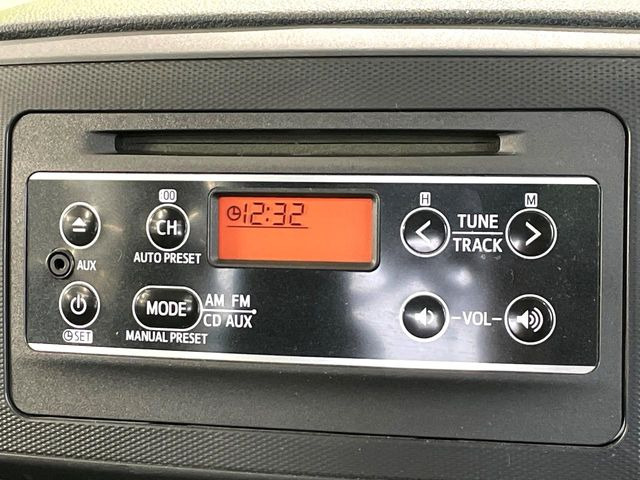 :00
CH
AUTO PRESET
12:32
H
M
TUNE
TRACK
AUX
SET
MODE
AM FM
CD AUX
MANUAL PRESET
VOL